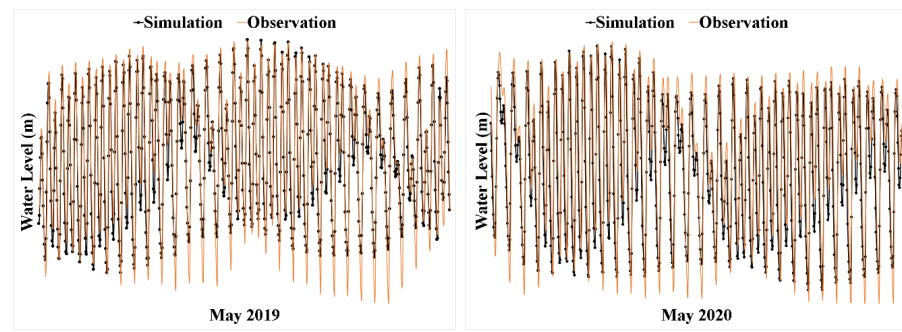 Simulation Observation
Water Level (m)
May 2019
Simulation Observation
Water Level (m)
May 2020